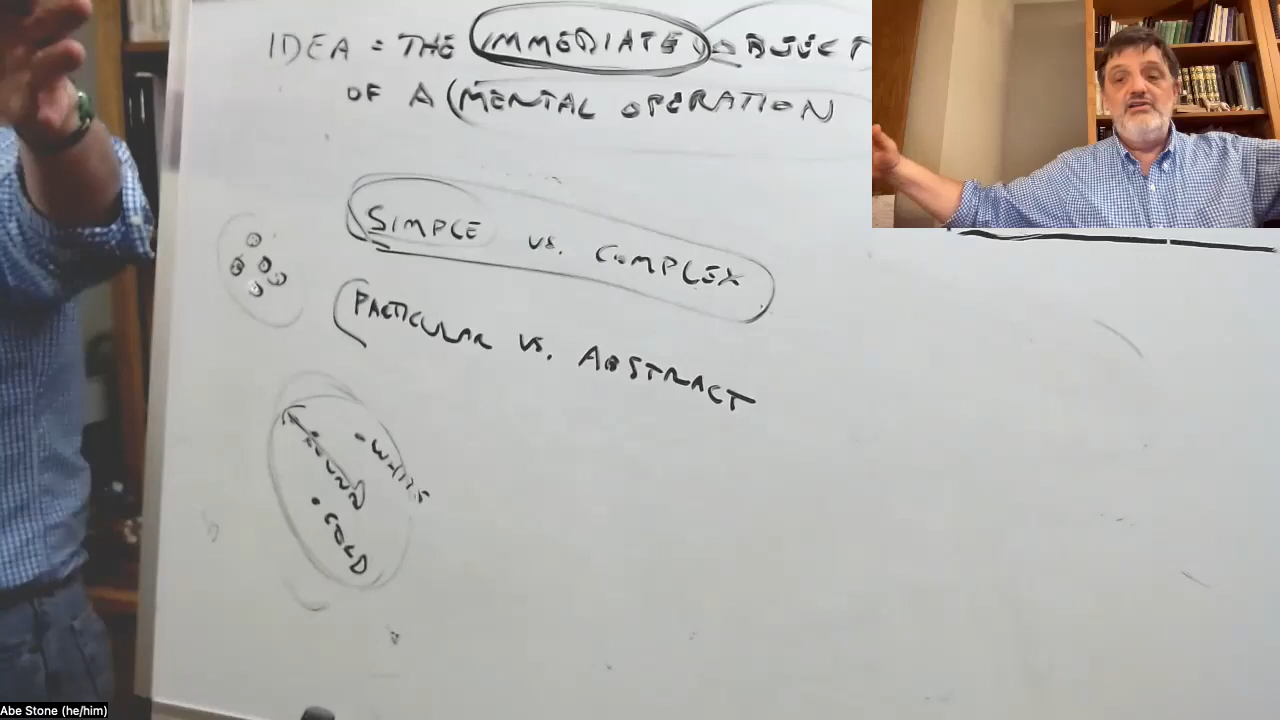 IDEA = THE IMMEDIATE OBJECT
OF A (MENTAL OPERATION
SIMPLE vs. COMPLEX
PARTICULAR vs. ABSTRACT
WHITE
ROUND
COLD
Abe Stone (he/him)